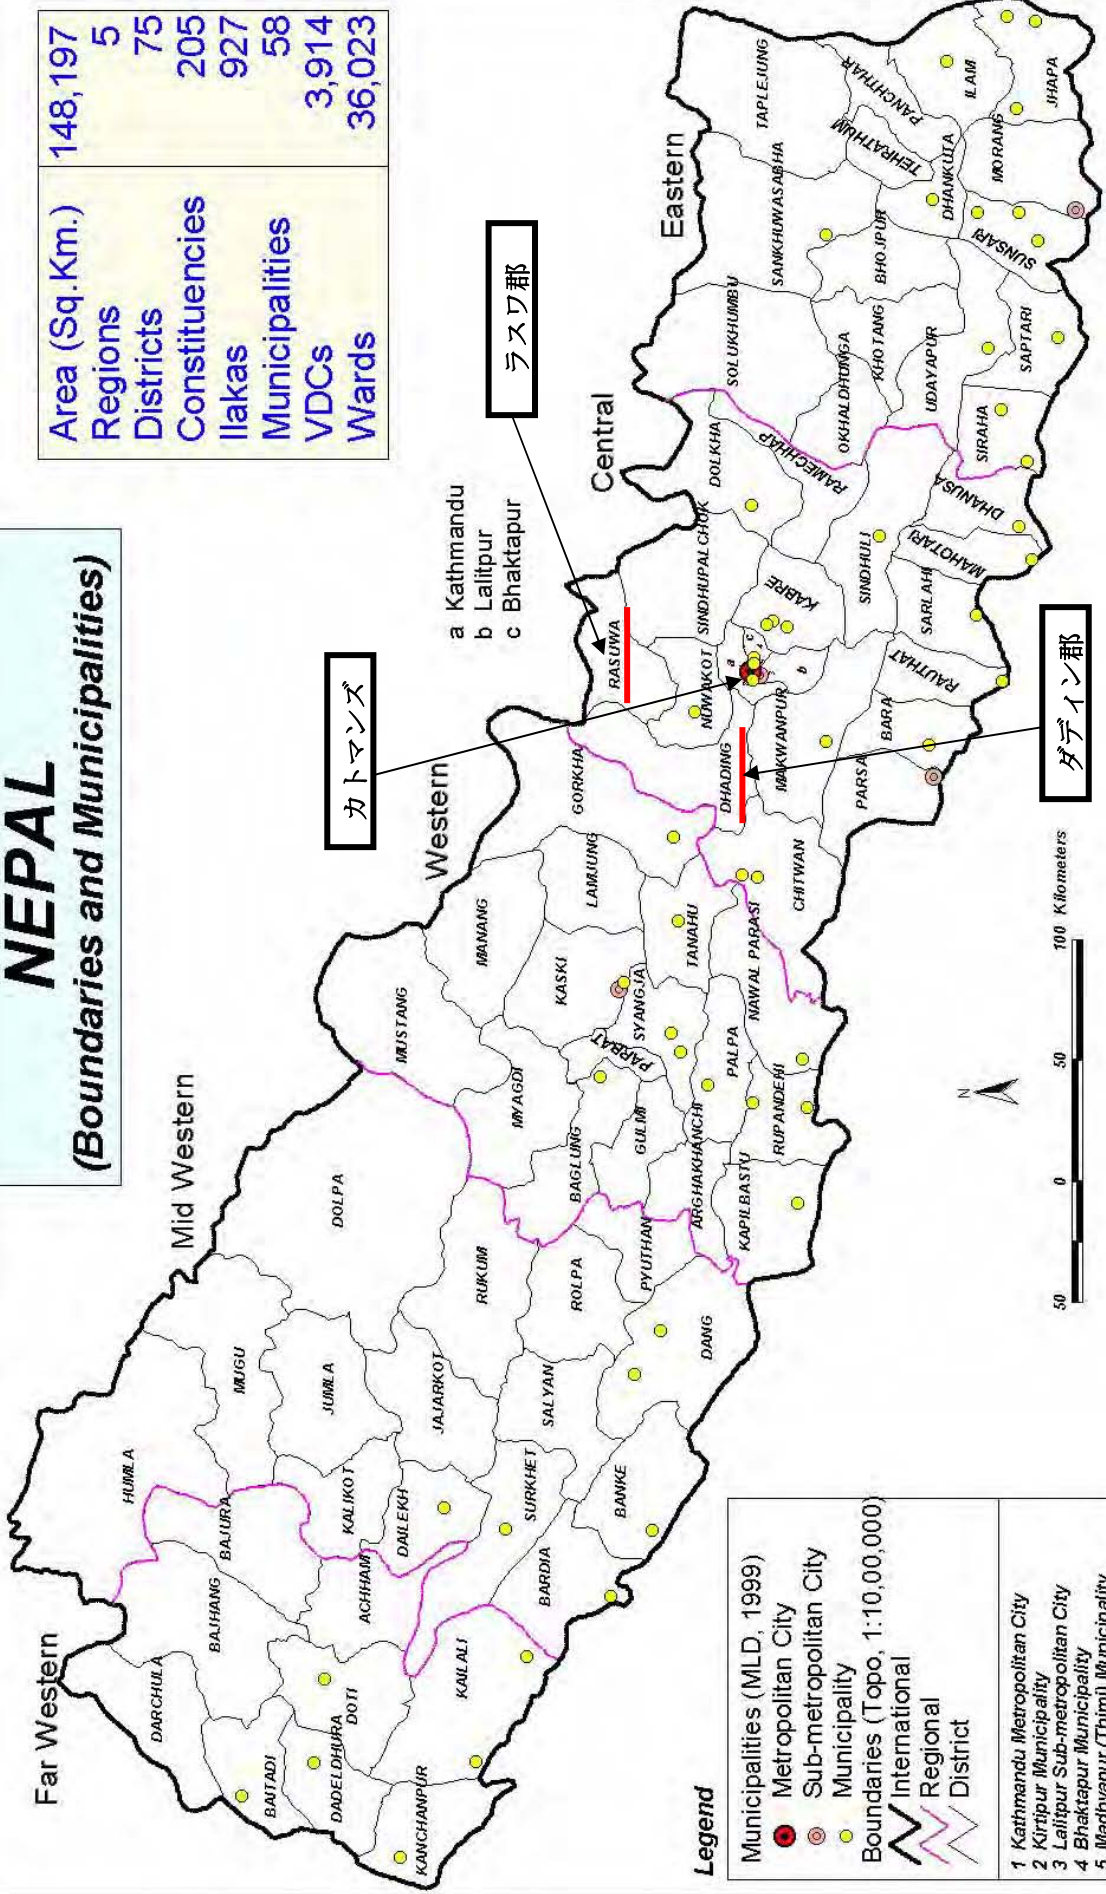 NEPAL
(Boundaries and Municipalities)
Area (Sq.Km.) 148,197
Regions 5
Districts 75
Constituencies 205
Ilakas 927
Municipalities 58
VDCs 3,914
Wards 36,023
Far Western
Mid Western
Western
Central
Eastern
a Kathmandu
b Lalitpur
c Bhaktapur
カトマンズ
ラスワ郡
ダディン郡
DARCHULA
BAJHANG
BAJURA
HUMLA
BAITADI
DADELDHURA
DOTI
ACHHAM
KANCHANPUR
KAILALI
MUGU
JUMLA
KALIKOT
DAILEKH
JAJARKOT
DOLPA
RUKUM
ROLPA
SALYAN
SURKHET
BARDIA
BANKE
DANG
PYUTHAN
MUSTANG
MANANG
MYAGDI
KASKI
LAMJUNG
GORKHA
BAGLUNG
PARBAT
SYANGJA
TANAHU
GULMI
ARGHAKHANCHI
PALPA
NAWAL PARASI
KAPILBASTU
RUPANDEHI
RASUWA
NUWAKOT
DHADING
SINDHUPALCHOK
DOLKHA
RAMECHHAP
KABRE
a
b
c
MAKWANPUR
CHITWAN
PARSA
BARA
RAUTHAT
SARLAHI
MAHOTARI
DHANUSA
SINDHULI
SOLUKHUMBU
SANKHUWASABHA
TAPLEJUNG
PANCHTHAR
TEHRATHUM
ILAM
JHAPA
MORANG
DHANKUTA
SUNSARI
BHOJPUR
KHOTANG
OKHALDHUNGA
UDAYAPUR
SAPTARI
SIRAHA
N
50 0 50 100 Kilometers
Legend
Municipalities (MLD, 1999)
Metropolitan City
Sub-metropolitan City
Municipality
Boundaries (Topo, 1:10,00,000)
International
Regional
District
1 Kathmandu Metropolitan City
2 Kirtipur Municipality
3 Lalitpur Sub-metropolitan City
4 Bhaktapur Municipality
5 Madhyapur (Thimi) Municipality